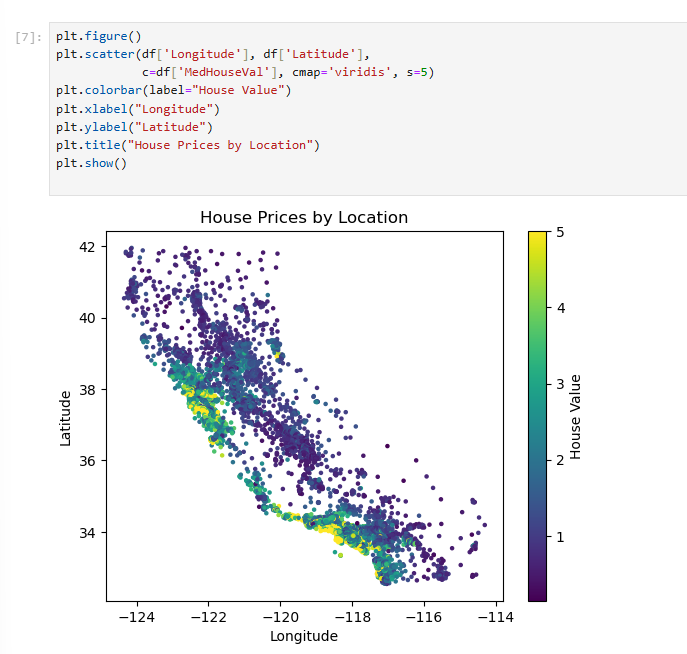 [7]:
plt.figure()
plt.scatter(df['Longitude'], df['Latitude'],
            c=df['MedHouseVal'], cmap='viridis', s=5)
plt.colorbar(label="House Value")
plt.xlabel("Longitude")
plt.ylabel("Latitude")
plt.title("House Prices by Location")
plt.show()
House Prices by Location
42
40
38
36
34
Latitude
−124 −122 −120 −118 −116 −114
Longitude
5
4
3
2
1
House Value